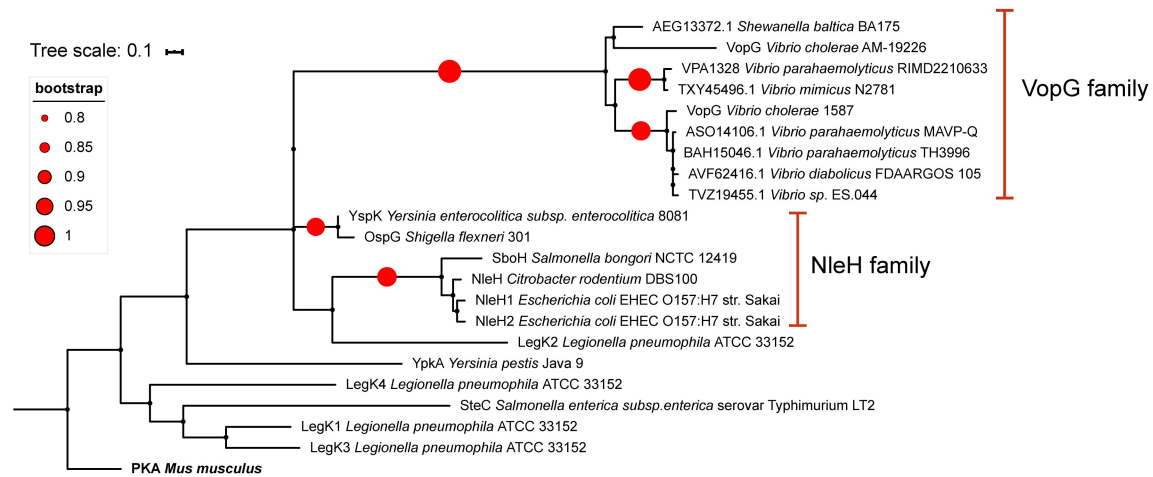 Tree scale: 0.1
bootstrap
0.8
0.85
0.9
0.95
1
AEG13372.1 Shewanella baltica BA175
VopG Vibrio cholerae AM-19226
VPA1328 Vibrio parahaemolyticus RIMD2210633
TXY45496.1 Vibrio mimicus N2781
VopG Vibrio cholerae 1587
ASO14106.1 Vibrio parahaemolyticus MAVP-Q
BAH15046.1 Vibrio parahaemolyticus TH3996
AVF62416.1 Vibrio diabolicus FDAARGOS 105
TVZ19455.1 Vibrio sp. ES.044
VopG family
YspK Yersinia enterocolitica subsp. enterocolitica 8081
OspG Shigella flexneri 301
SboH Salmonella bongori NCTC 12419
NleH Citrobacter rodentium DBS100
NleH1 Escherichia coli EHEC O157:H7 str. Sakai
NleH2 Escherichia coli EHEC O157:H7 str. Sakai
NleH family
LegK2 Legionella pneumophila ATCC 33152
YpkA Yersinia pestis Java 9
LegK4 Legionella pneumophila ATCC 33152
SteC Salmonella enterica subsp.enterica serovar Typhimurium LT2
LegK1 Legionella pneumophila ATCC 33152
LegK3 Legionella pneumophila ATCC 33152
PKA Mus musculus